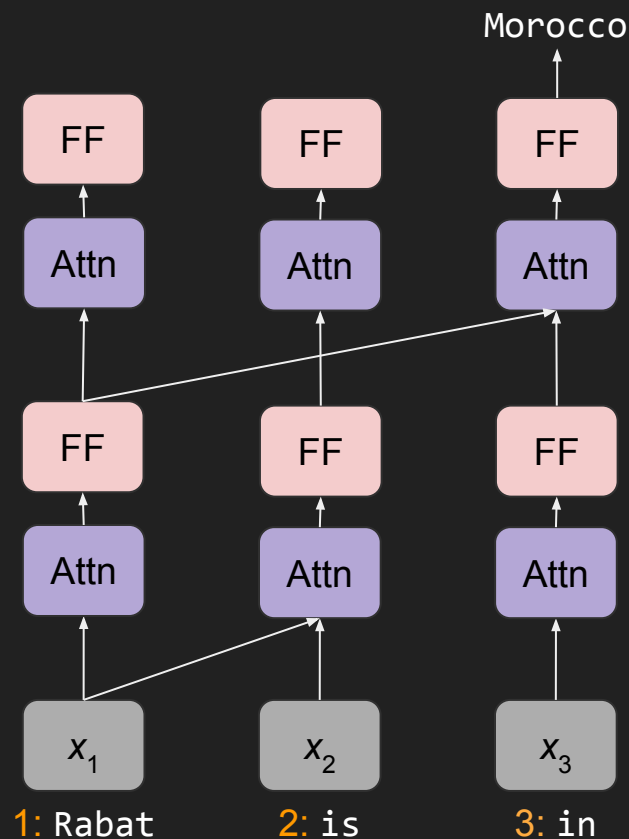 Morocco
FF FF FF
Attn Attn Attn
FF FF FF
Attn Attn Attn
x₁ x₂ x₃
1: Rabat 2: is 3: in